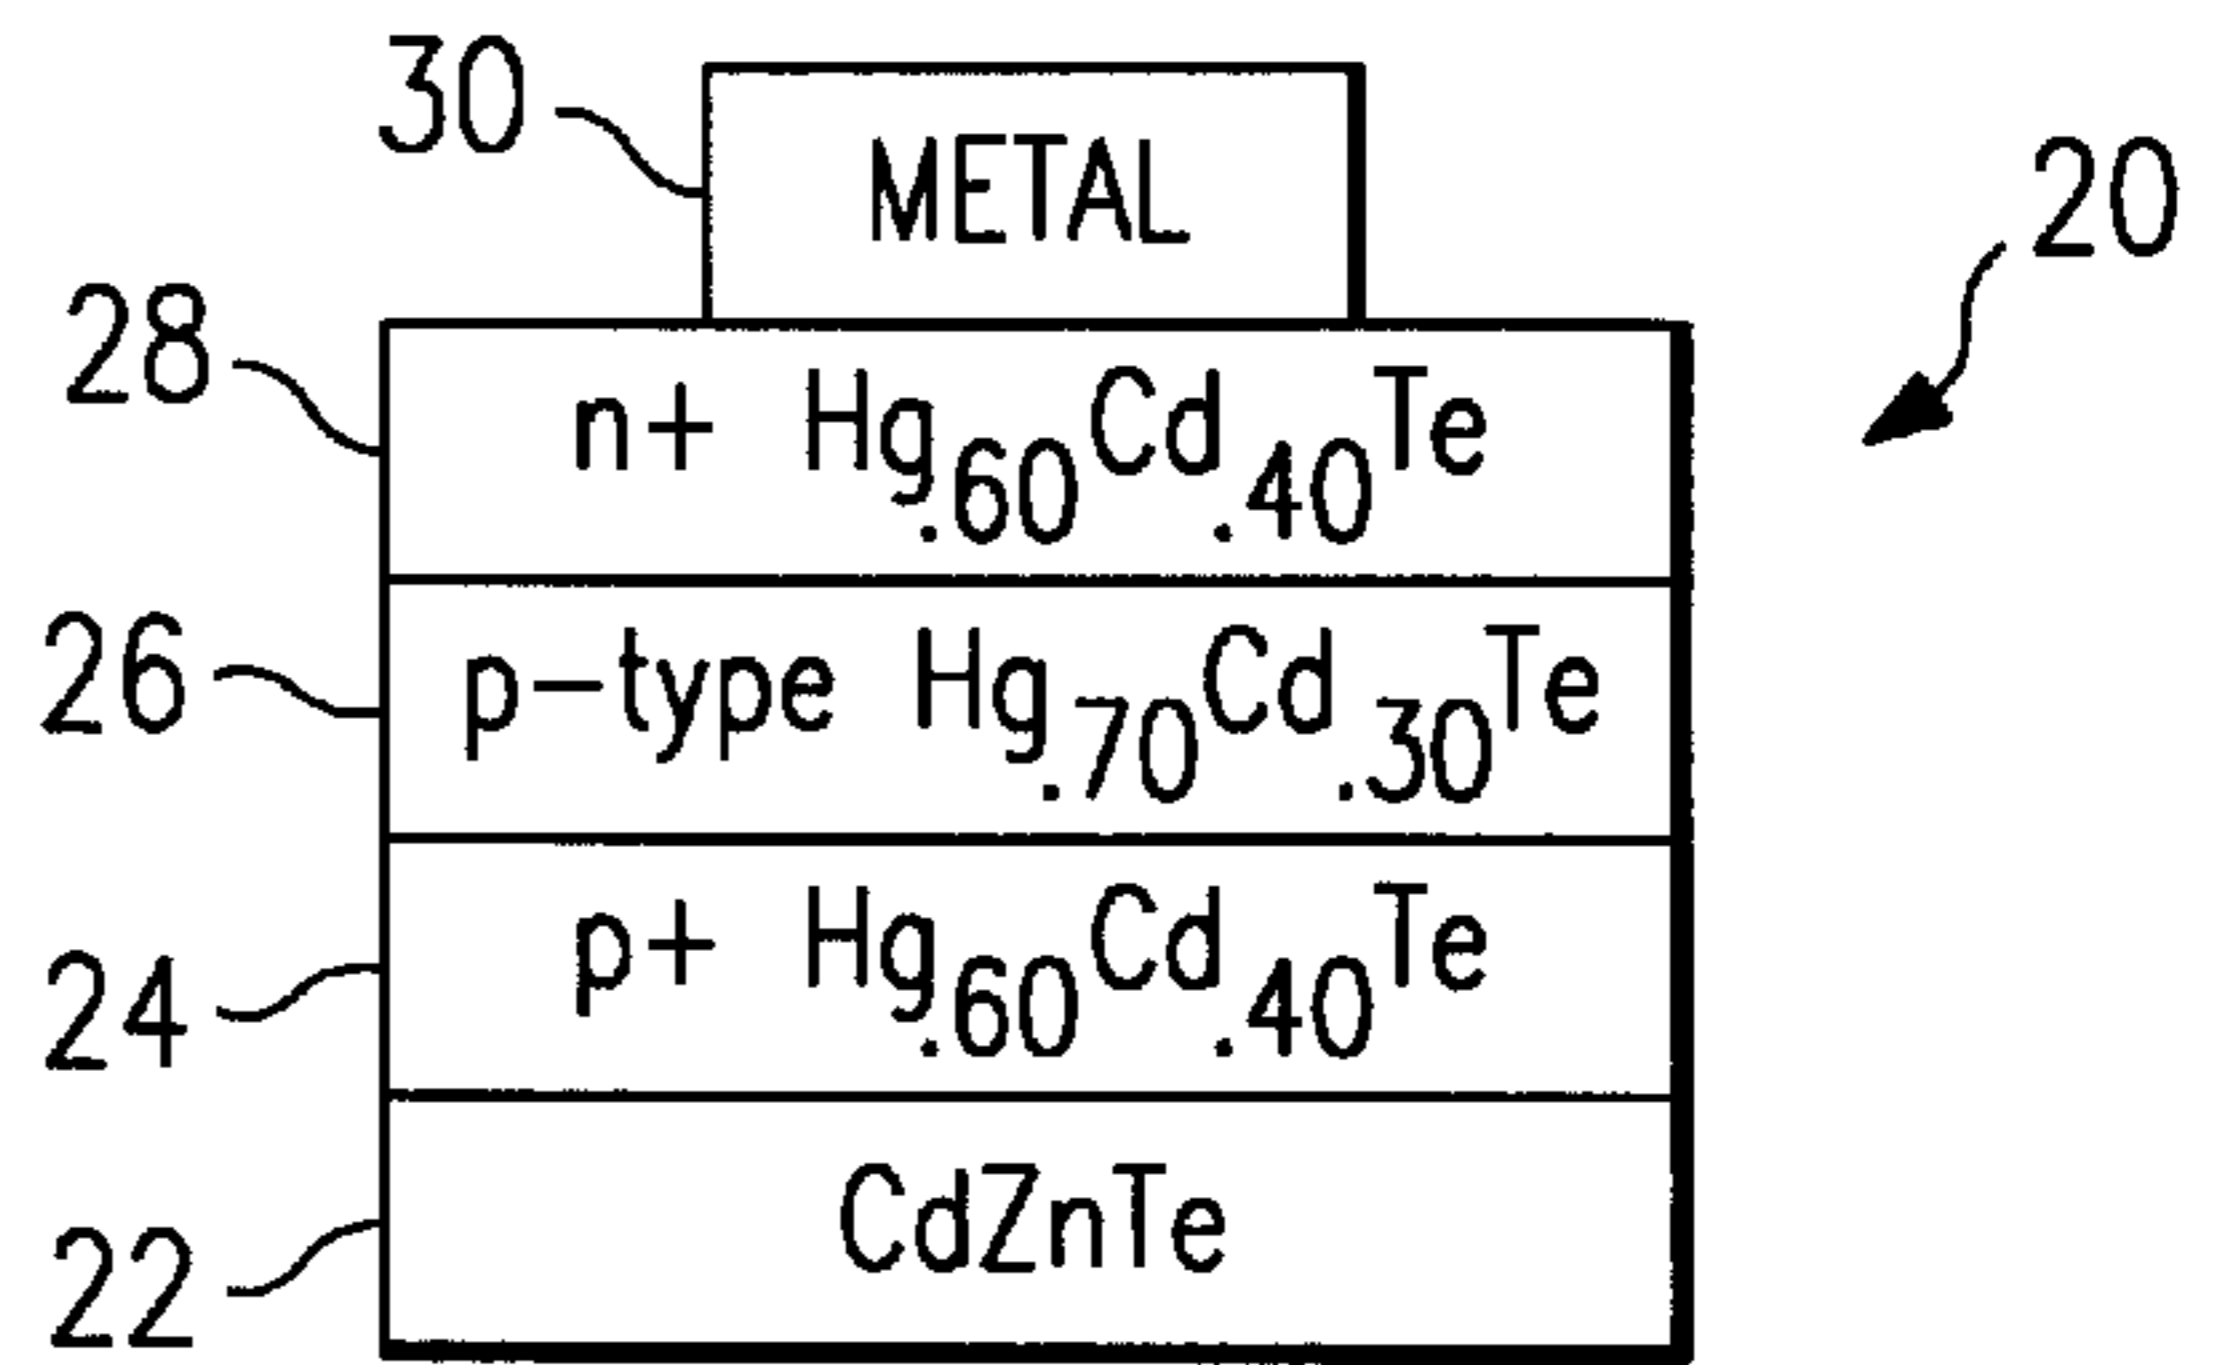 30
METAL
20
28
n+ Hg.60Cd.40Te
26
p-type Hg.70Cd.30Te
24
p+ Hg.60Cd.40Te
22
CdZnTe